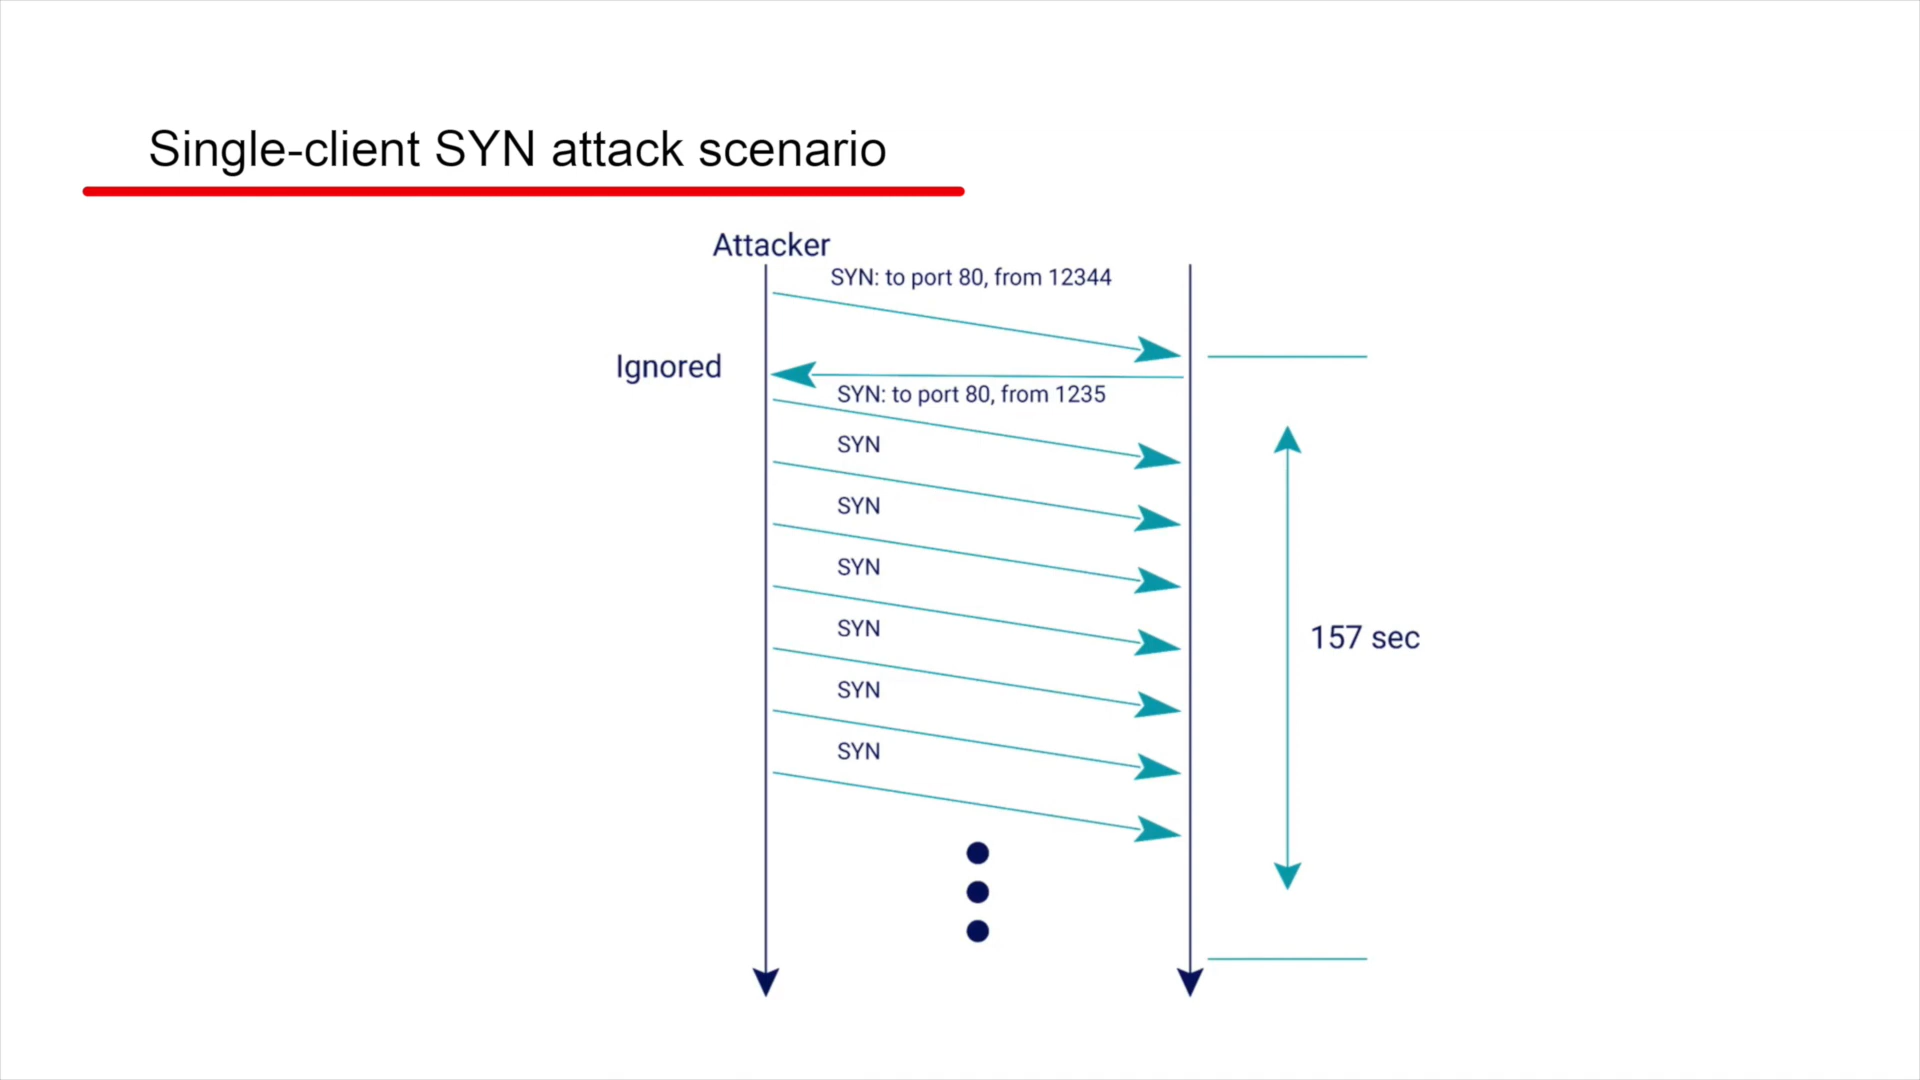 Single-client SYN attack scenario
Attacker
SYN: to port 80, from 12344
Ignored
SYN: to port 80, from 1235
SYN
SYN
SYN
SYN
157 sec
SYN
SYN